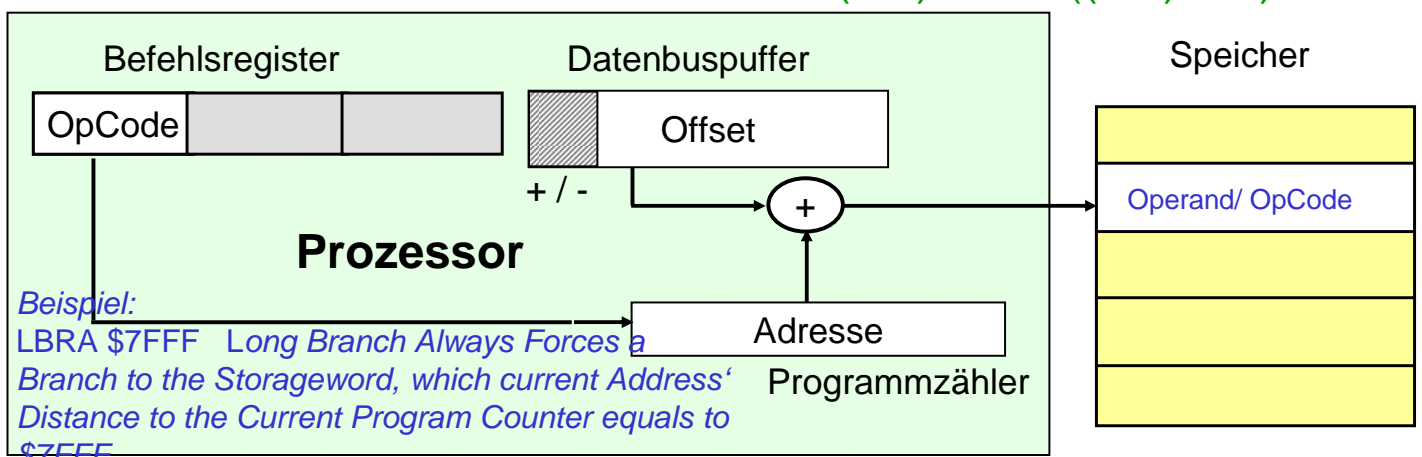 Befehlsregister
Datenbuspuffer
Speicher
OpCode
Offset
+ / -
+
Operand/ OpCode
Prozessor
Adresse
Programmzähler
Beispiel:
LBRA $7FFF Long Branch Always Forces a
Branch to the Storageword, which current Address‘
Distance to the Current Program Counter equals to
$7FFF